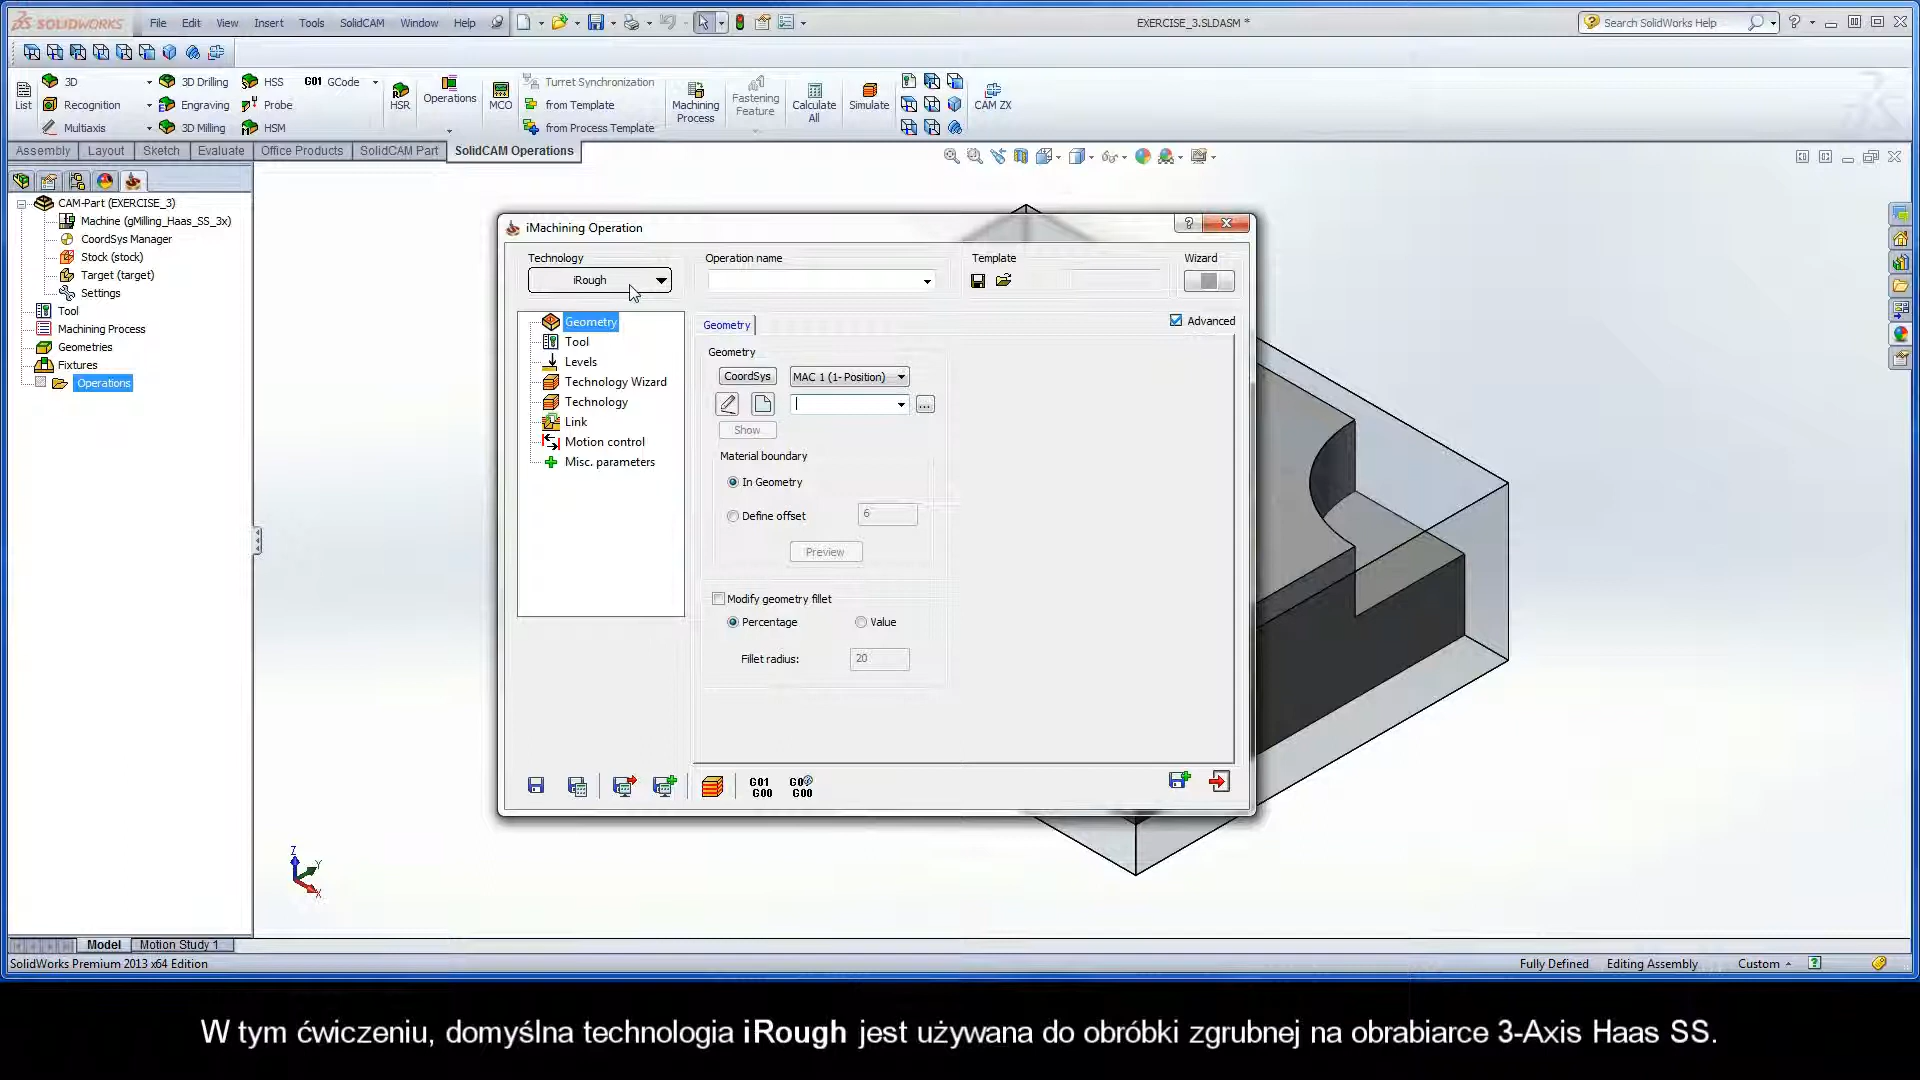 SOLIDWORKS File Edit View Insert Tools SolidCAM Window Help EXERCISE_3.SLDASM * Search SolidWorks Help
3D 3D Drilling HSS G01 GCode Turret Synchronization
List Recognition Engraving Probe HSR Operations MCO from Template Machining Process Fastening Feature Calculate All Simulate CAM ZX
Multiaxis 3D Milling HSM from Process Template
Assembly Layout Sketch Evaluate Office Products SolidCAM Part SolidCAM Operations
CAM-Part (EXERCISE_3)
Machine (gMilling_Haas_SS_3x)
CoordSys Manager
Stock (stock)
Target (target)
Settings
Tool
Machining Process
Geometries
Fixtures
Operations
iMachining Operation
Technology Operation name Template Wizard
iRough
Geometry
Tool
Levels
Technology Wizard
Technology
Link
Motion control
Misc. parameters
Geometry Advanced
Geometry
CoordSys MAC 1 (1- Position)
...
Show
Material boundary
In Geometry
Define offset 6
Preview
Modify geometry fillet
Percentage Value
Fillet radius: 20
G01 G00
G00
Z
Y
X
Model Motion Study 1
SolidWorks Premium 2013 x64 Edition Fully Defined Editing Assembly Custom
W tym ćwiczeniu, domyślna technologia iRough jest używana do obróbki zgrubnej na obrabiarce 3-Axis Haas SS.